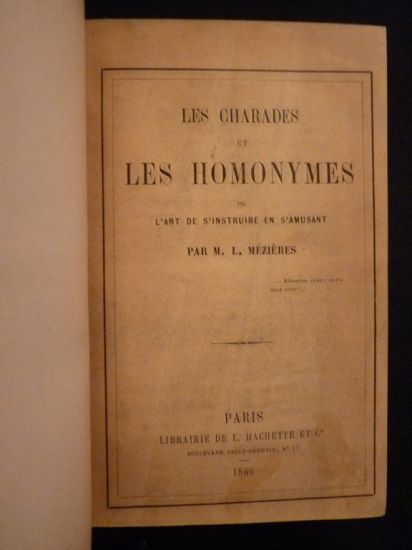 LES CHARADES
ET
LES HOMONYMES
OU
L'ART DE S'INSTRUIRE EN S'AMUSANT
PAR M. L. MÉZIÈRES
PARIS
LIBRAIRIE DE L. HACHETTE ET Cie
BOULEVARD SAINT-GERMAIN, No 77
1866